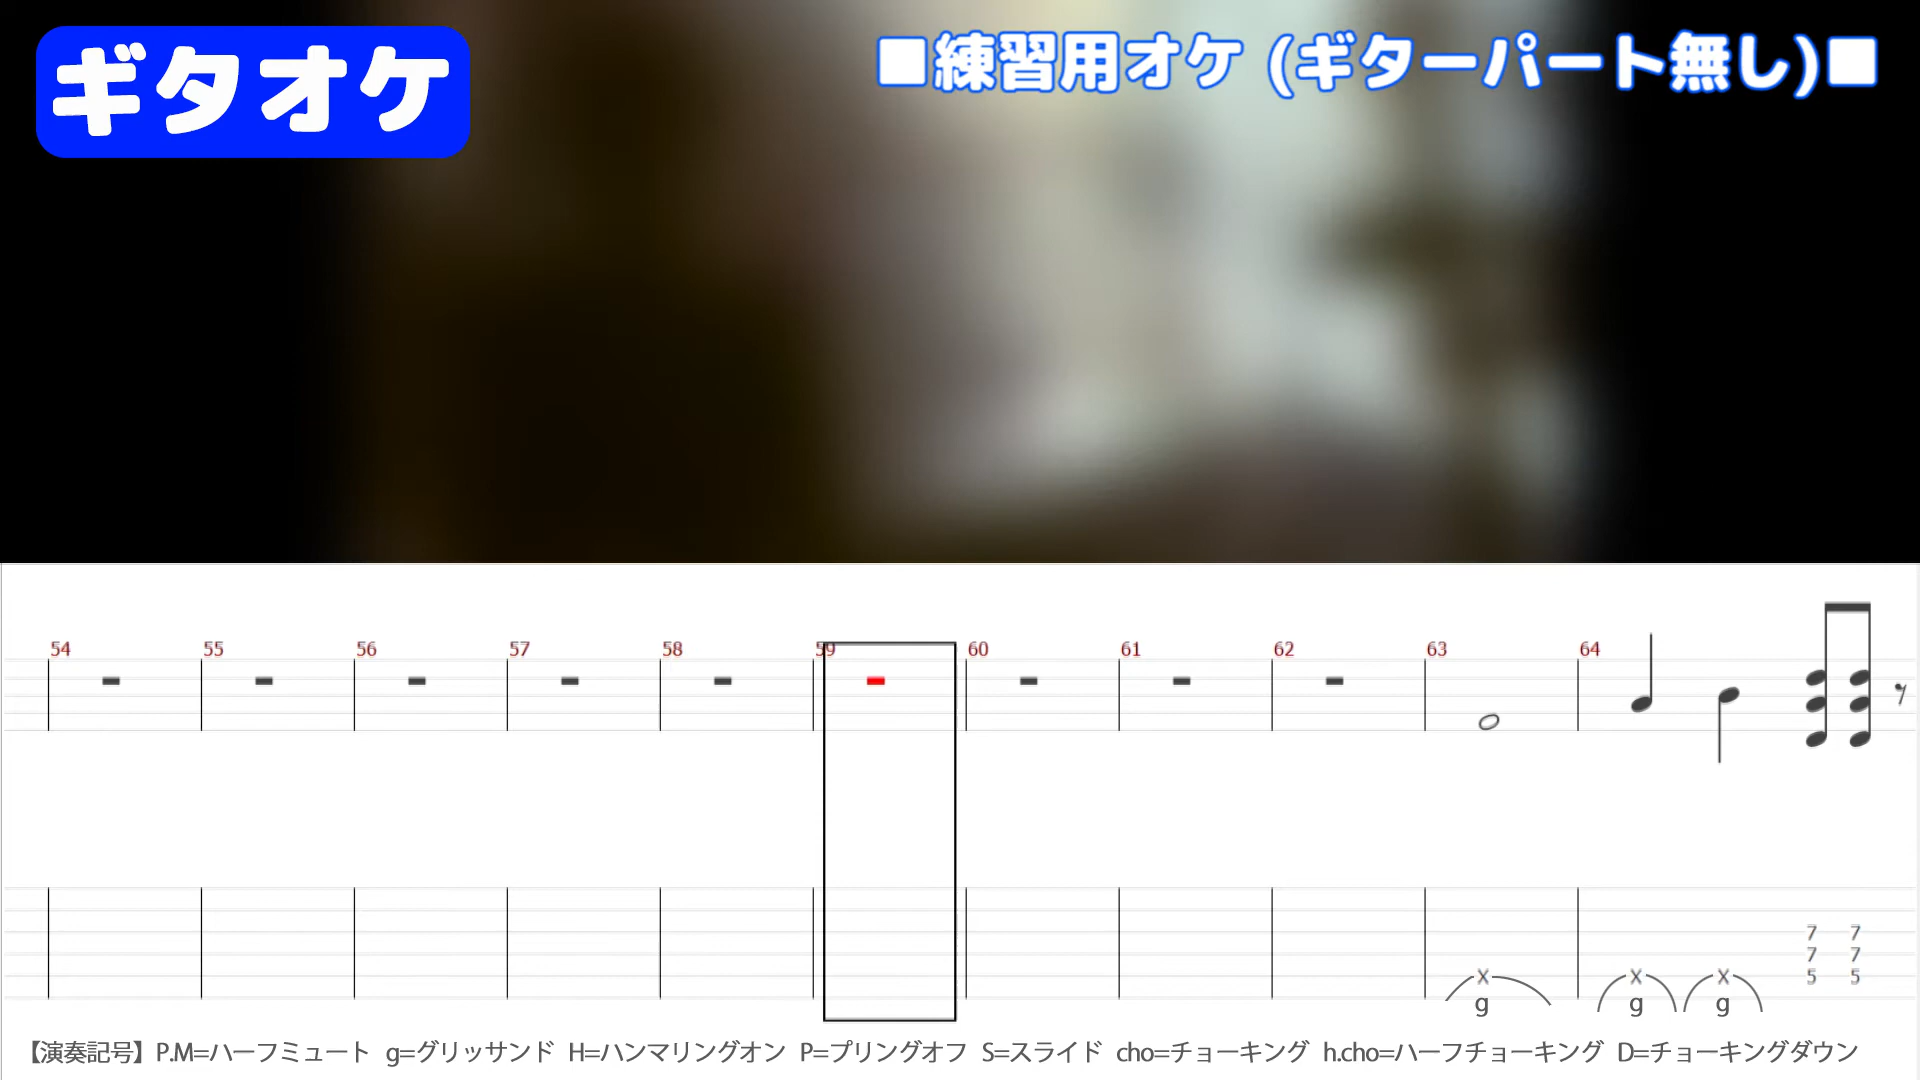 ギタオケ
■練習用オケ (ギターパート無し)■
54 55 56 57 58 59 60 61 62 63 64
7 7
7 7
x x x 5 5
g g g
【演奏記号】P.M=ハーフミュート g=グリッサンド H=ハンマリングオン P=プリングオフ S=スライド cho=チョーキング h.cho=ハーフチョーキング D=チョーキングダウン